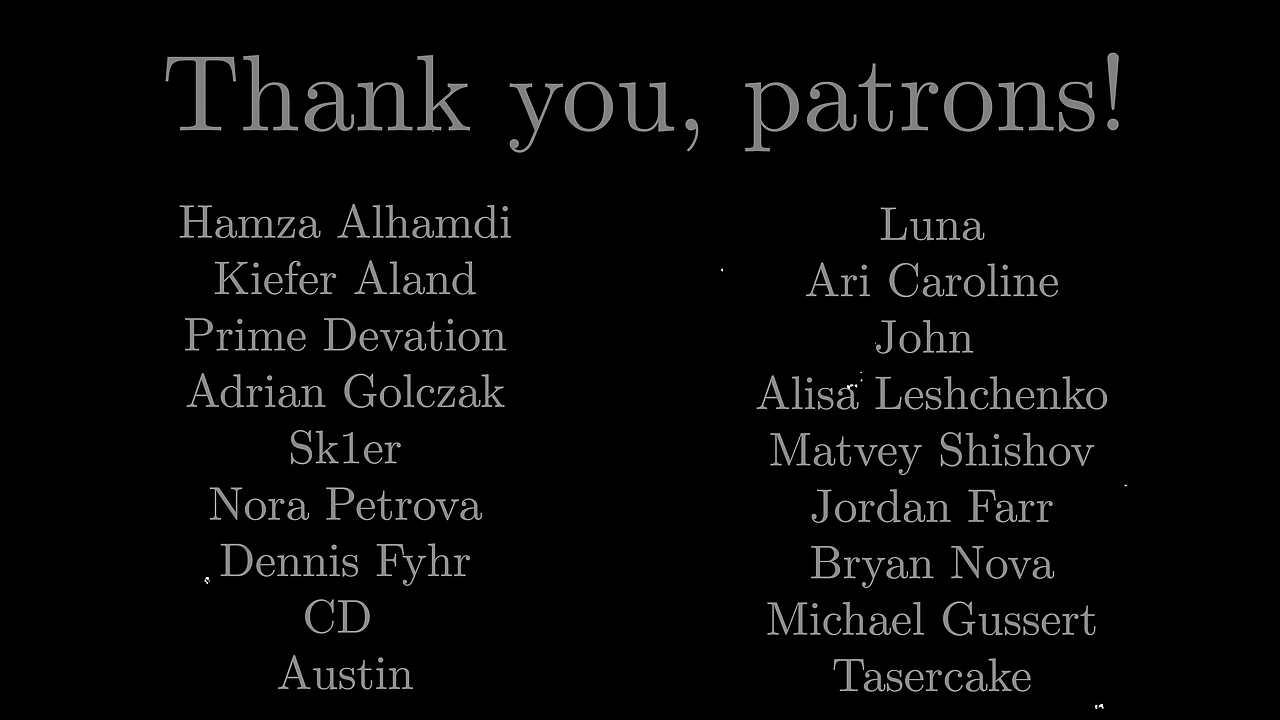 Thank you, patrons!
Hamza Alhamdi
Kiefer Aland
Prime Devation
Adrian Golczak
Sk1er
Nora Petrova
Dennis Fyhr
CD
Austin
Luna
Ari Caroline
John
Alisa Leshchenko
Matvey Shishov
Jordan Farr
Bryan Nova
Michael Gussert
Tasercake